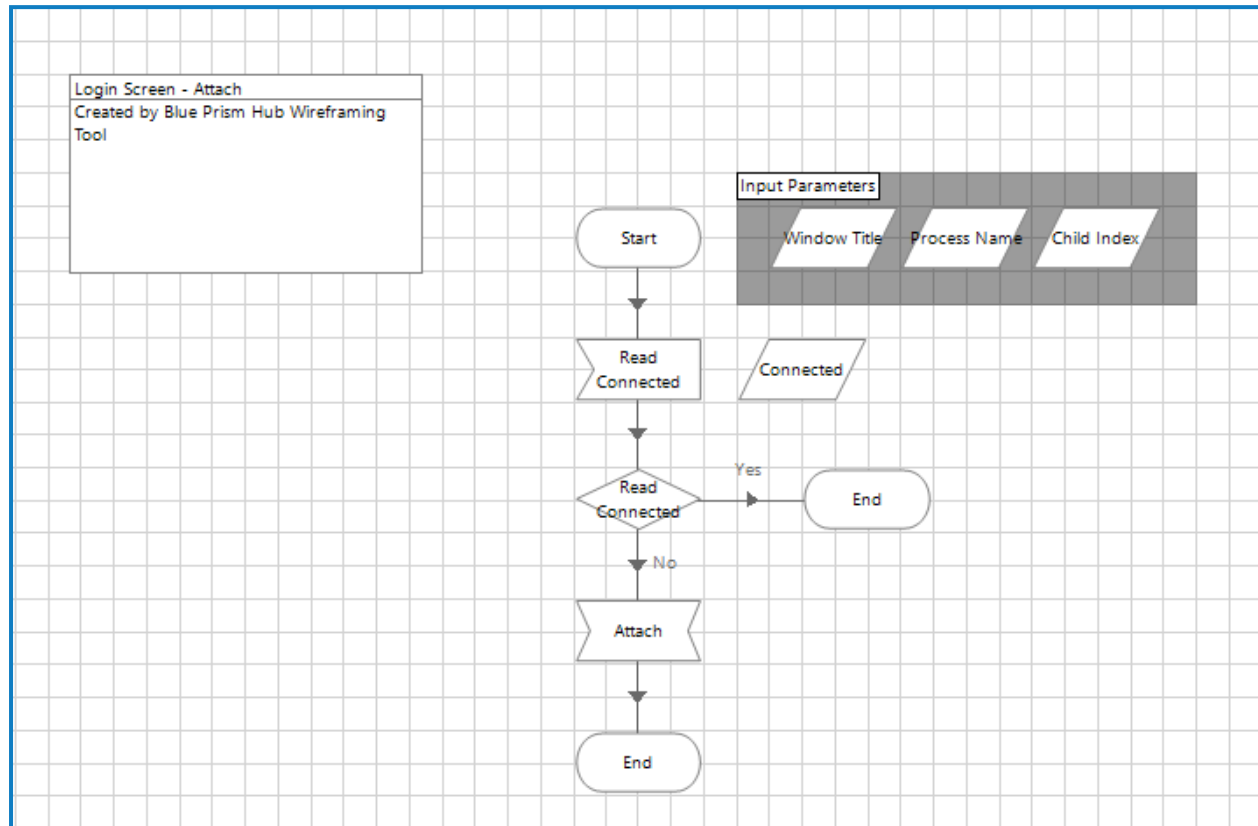 Login Screen - Attach
Created by Blue Prism Hub Wireframing
Tool
Input Parameters
Start
Window Title
Process Name
Child Index
Read
Connected
Connected
Read
Connected
Yes
End
No
Attach
End